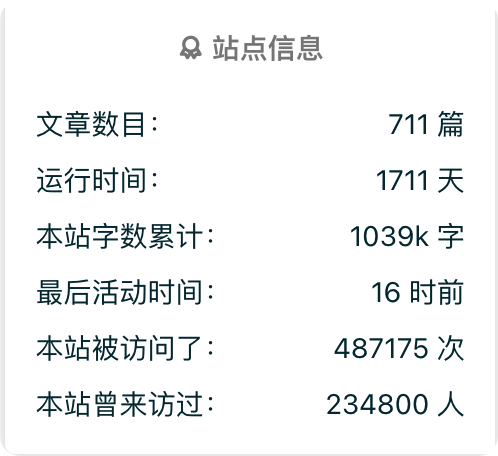 站点信息
文章数目： 711 篇
运行时间： 1711 天
本站字数累计： 1039k 字
最后活动时间： 16 时前
本站被访问了： 487175 次
本站曾来访过： 234800 人